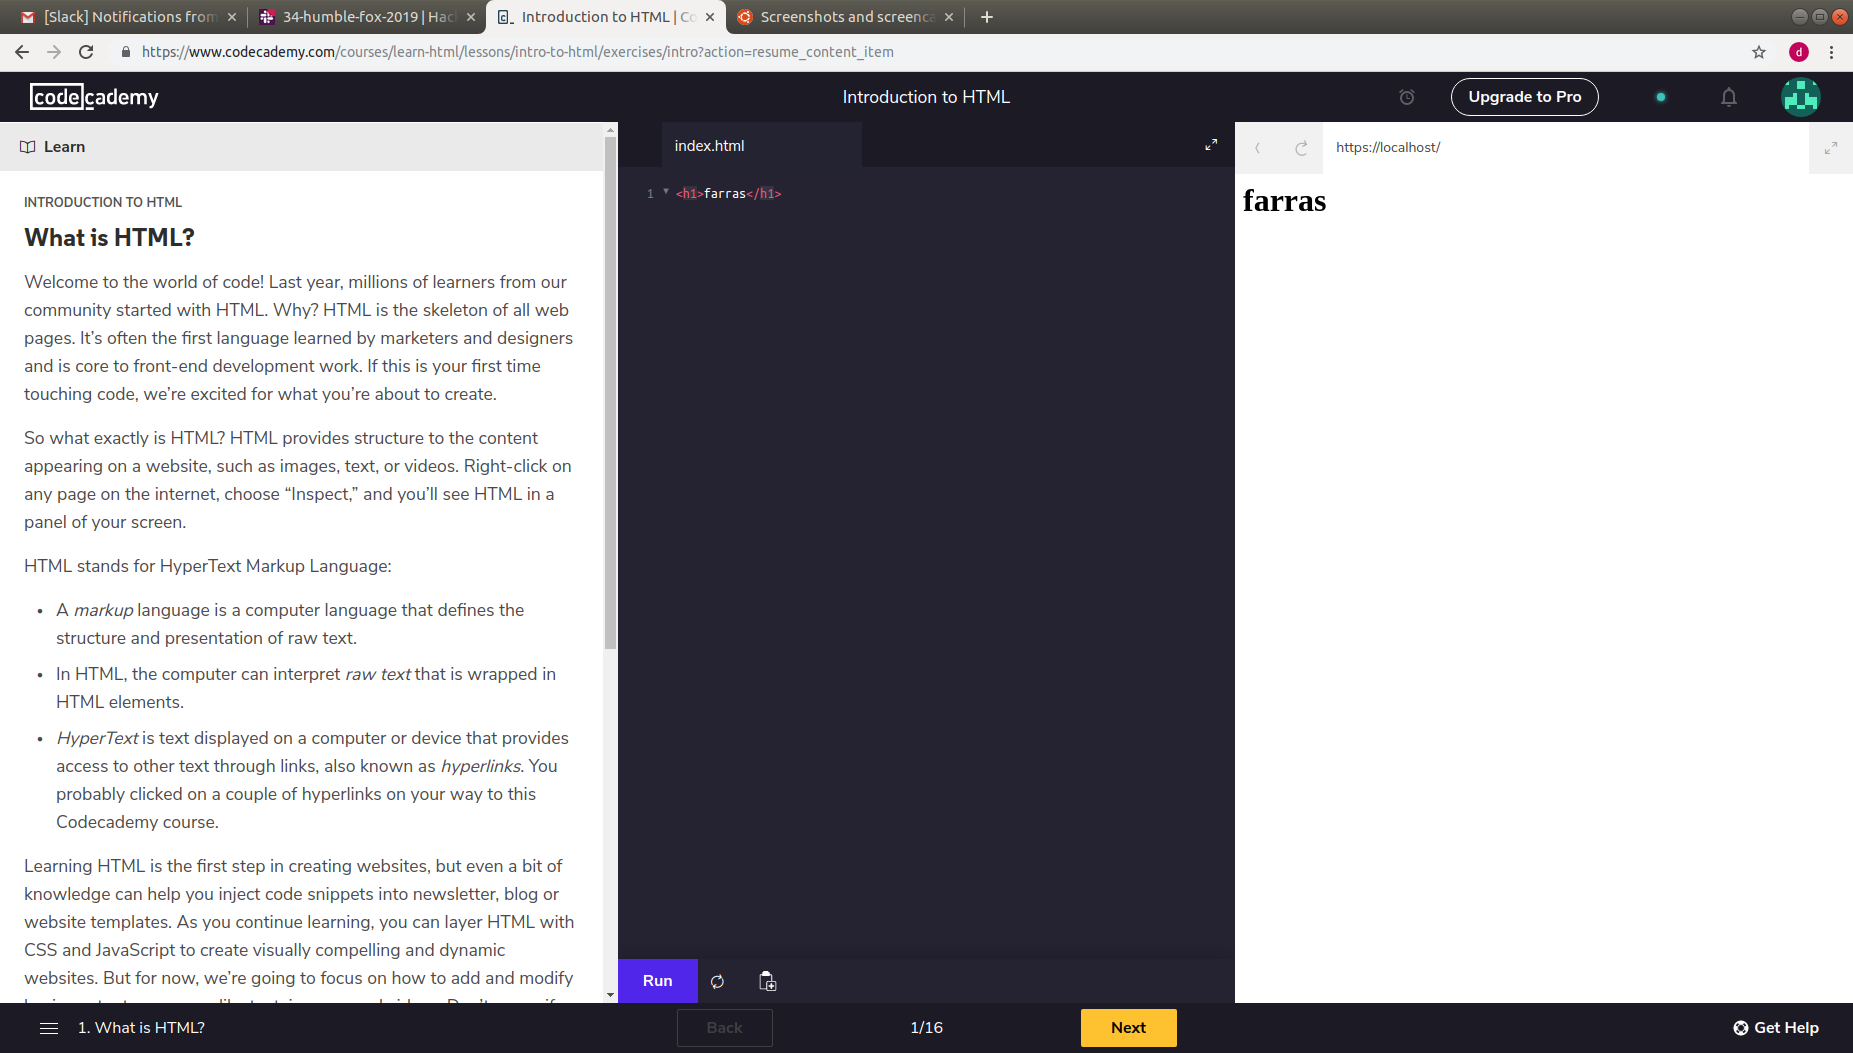 [Slack] Notifications from
34-humble-fox-2019 | Hac
Introduction to HTML | Co
Screenshots and screenca
https://www.codecademy.com/courses/learn-html/lessons/intro-to-html/exercises/intro?action=resume_content_item
d
codecademy
Introduction to HTML
Upgrade to Pro
Learn
INTRODUCTION TO HTML
What is HTML?
Welcome to the world of code! Last year, millions of learners from our
community started with HTML. Why? HTML is the skeleton of all web
pages. It’s often the first language learned by marketers and designers
and is core to front-end development work. If this is your first time
touching code, we’re excited for what you’re about to create.
So what exactly is HTML? HTML provides structure to the content
appearing on a website, such as images, text, or videos. Right-click on
any page on the internet, choose “Inspect,” and you’ll see HTML in a
panel of your screen.
HTML stands for HyperText Markup Language:
• A markup language is a computer language that defines the
structure and presentation of raw text.
• In HTML, the computer can interpret raw text that is wrapped in
HTML elements.
• HyperText is text displayed on a computer or device that provides
access to other text through links, also known as hyperlinks. You
probably clicked on a couple of hyperlinks on your way to this
Codecademy course.
Learning HTML is the first step in creating websites, but even a bit of
knowledge can help you inject code snippets into newsletter, blog or
website templates. As you continue learning, you can layer HTML with
CSS and JavaScript to create visually compelling and dynamic
websites. But for now, we’re going to focus on how to add and modify
index.html
1 <h1>farras</h1>
Run
https://localhost/
farras
1. What is HTML?
Back
1/16
Next
Get Help